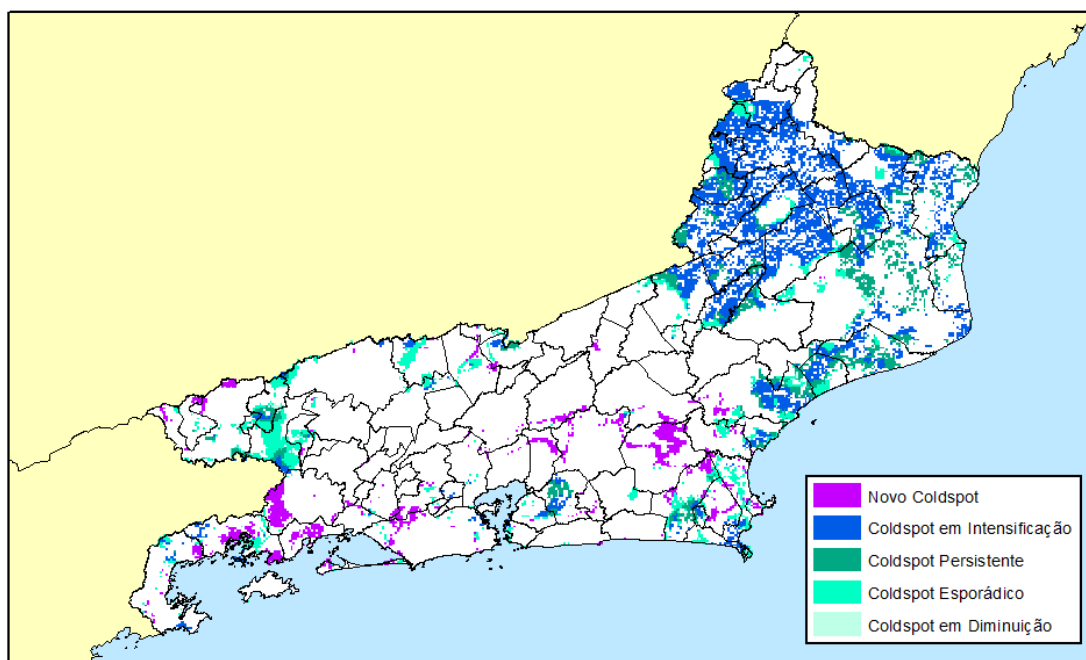 Novo Coldspot
Coldspot em Intensificação
Coldspot Persistente
Coldspot Esporádico
Coldspot em Diminuição